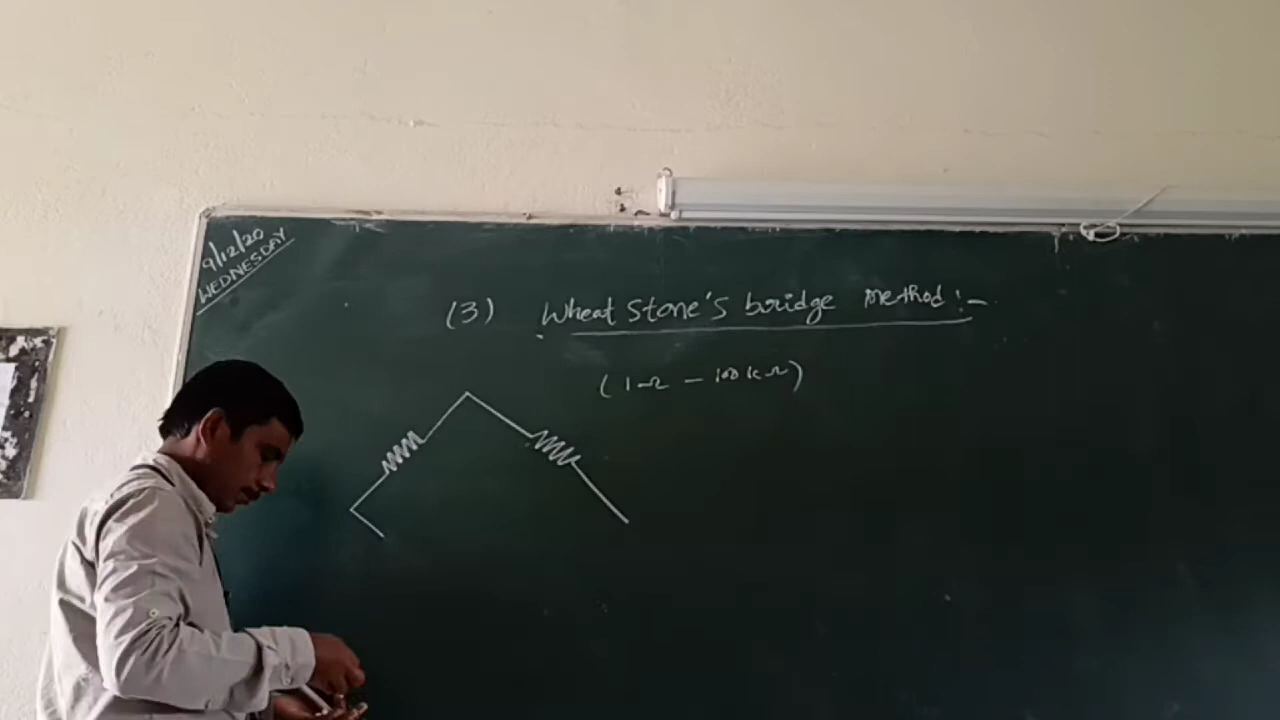 9/12/20
WEDNESDAY
(3) Wheat Stone's bridge method :-
(1Ω - 100kΩ)